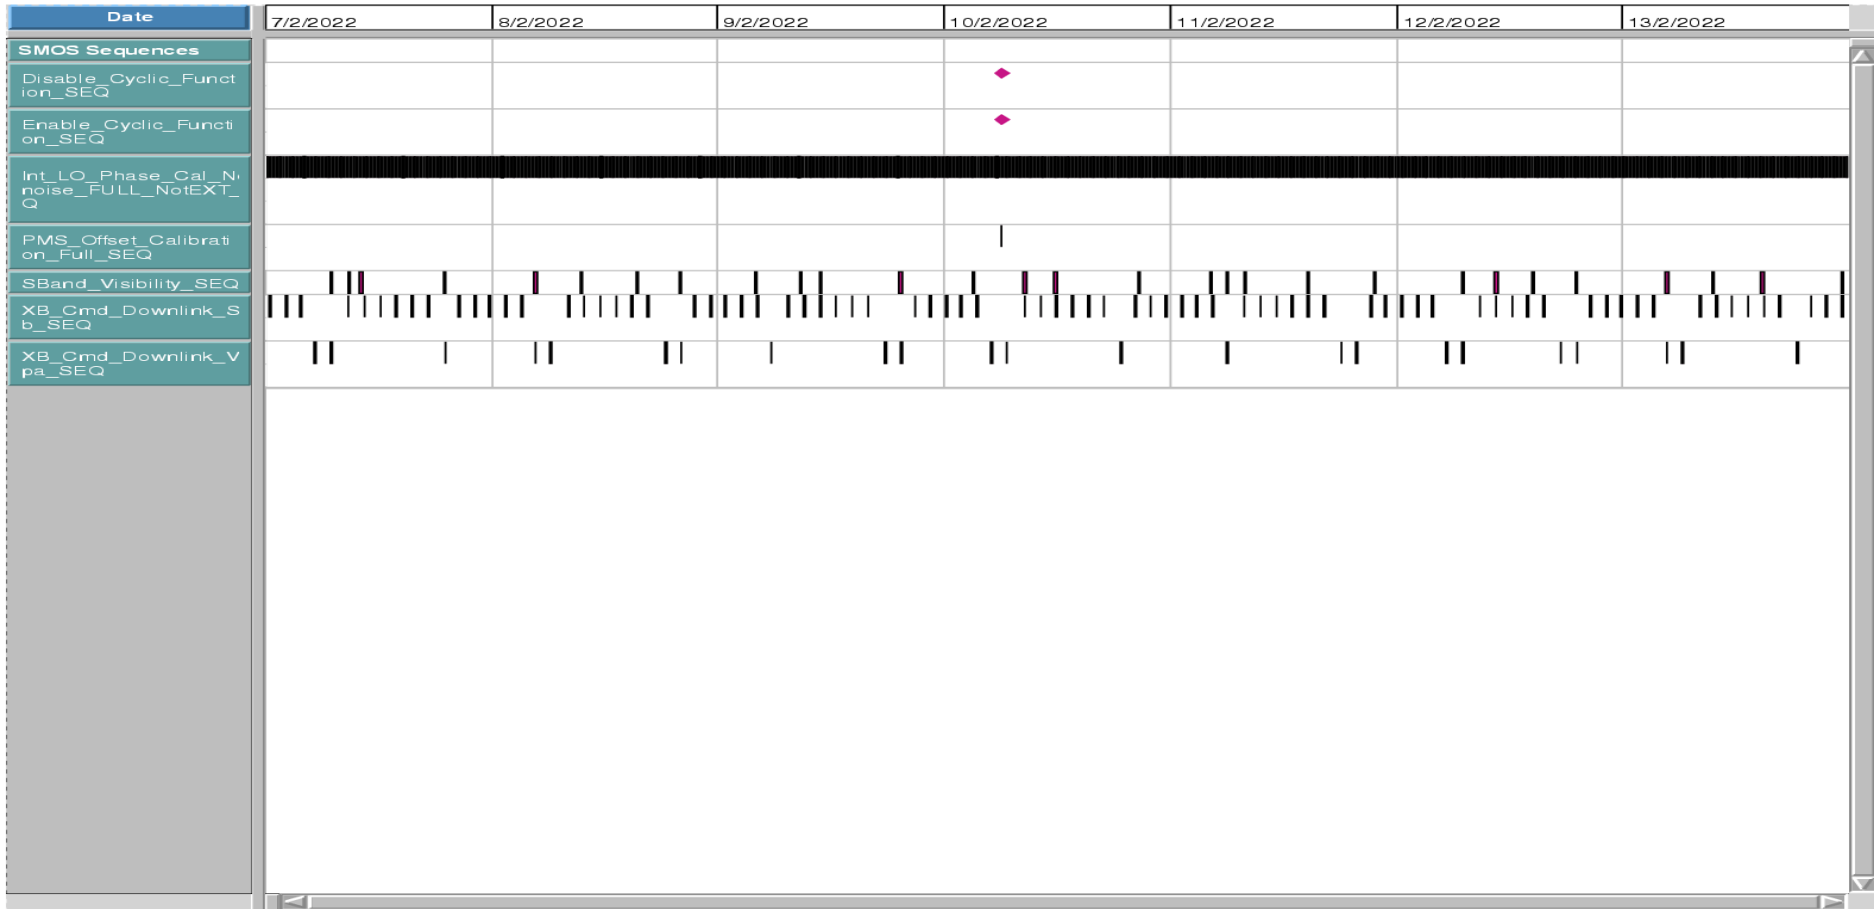 Date
7/2/2022 8/2/2022 9/2/2022 10/2/2022 11/2/2022 12/2/2022 13/2/2022
SMOS Sequences
Disable_Cyclic_Funct
ion_SEQ
Enable_Cyclic_Functi
on_SEQ
Int_LO_Phase_Cal_N
noise_FULL_NotEXT_
Q
PMS_Offset_Calibrati
on_Full_SEQ
SBand_Visibility_SEQ
XB_Cmd_Downlink_S
b_SEQ
XB_Cmd_Downlink_V
pa_SEQ